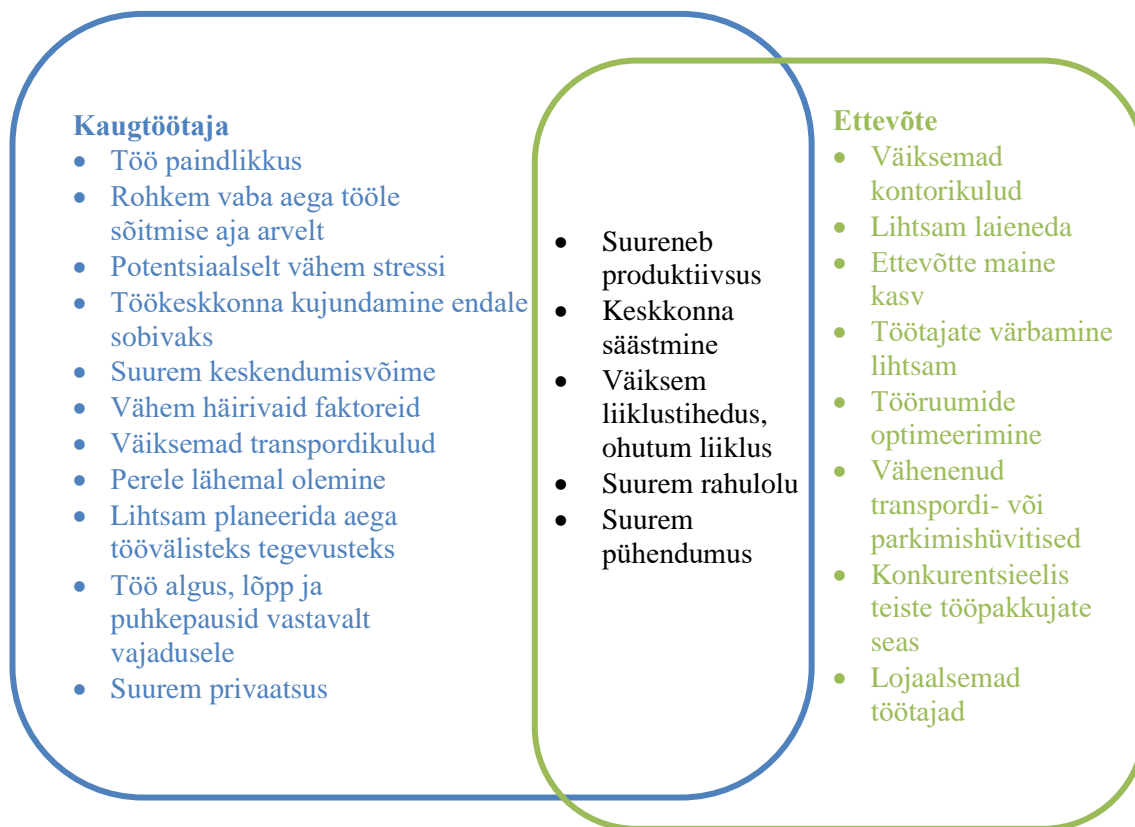 Kaugtöötaja
• Töö paindlikkus
• Rohkem vaba aega tööle
sõitmise aja arvelt
• Potentsiaalselt vähem stressi
• Töökeskkonna kujundamine endale
sobivaks
• Suurem keskendumisvõime
• Vähem häirivaid faktoreid
• Väiksemad transpordikulud
• Perele lähemal olemine
• Lihtsam planeerida aega
töövälisteks tegevusteks
• Töö algus, lõpp ja
puhkepausid vastavalt
vajadusele
• Suurem privaatsus
• Suureneb
produktiivsus
• Keskkonna
säästmine
• Väiksem
liiklustihedus,
ohutum liiklus
• Suurem rahulolu
• Suurem
pühendumus
Ettevõte
• Väiksemad
kontorikulud
• Lihtsam laieneda
• Ettevõtte maine
kasv
• Töötajate värbamine
lihtsam
• Tööruumide
optimeerimine
• Vähenenud
transpordi- või
parkimishüvitised
• Konkurentsieelis
teiste tööpakkujate
seas
• Lojaalsemad
töötajad